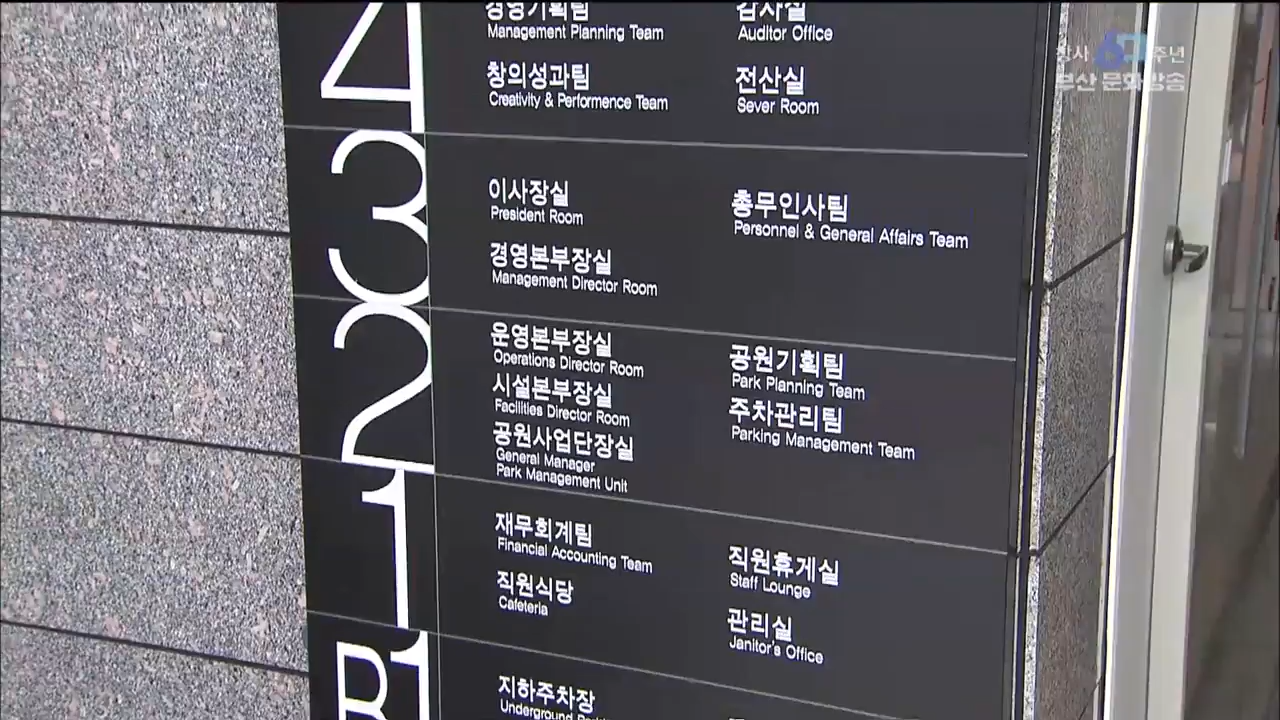 4
경영기획팀
Management Planning Team
감사실
Auditor Office
창의성과팀
Creativity & Performence Team
전산실
Sever Room
3
이사장실
President Room
총무인사팀
Personnel & General Affairs Team
경영본부장실
Management Director Room
2
운영본부장실
Operations Director Room
공원기획팀
Park Planning Team
시설본부장실
Facilities Director Room
주차관리팀
Parking Management Team
공원사업단장실
General Manager
Park Management Unit
1
재무회계팀
Financial Accounting Team
직원휴게실
Staff Lounge
직원식당
Cafeteria
관리실
Janitor's Office
B1
지하주차장
Underground
창사 60주년
부산 문화방송